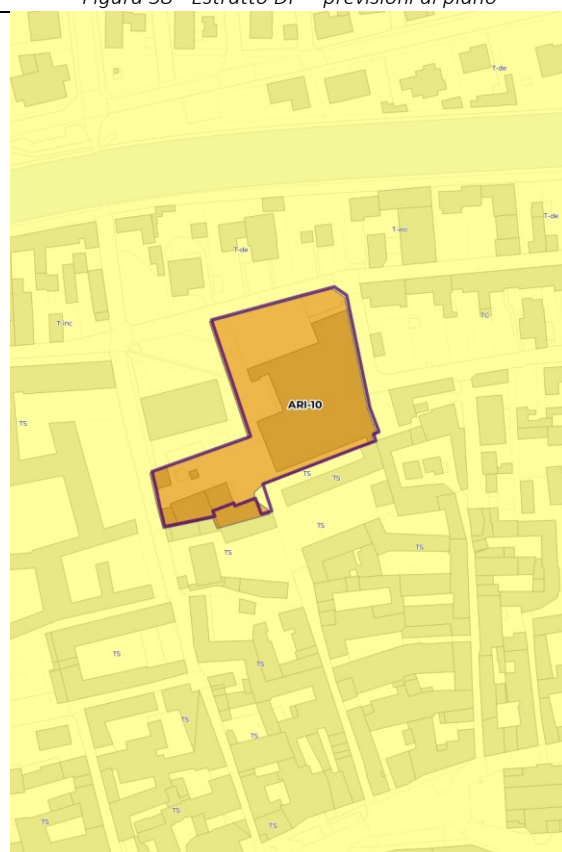 Figura 38 - Estratto DP - previsioni di piano
T-de
T-inc
T-de
T-de
T-inc
TC
ARI-10
TS
TS
TS
TS
TS
TS
TS
TS
TS
TS
TS
TS